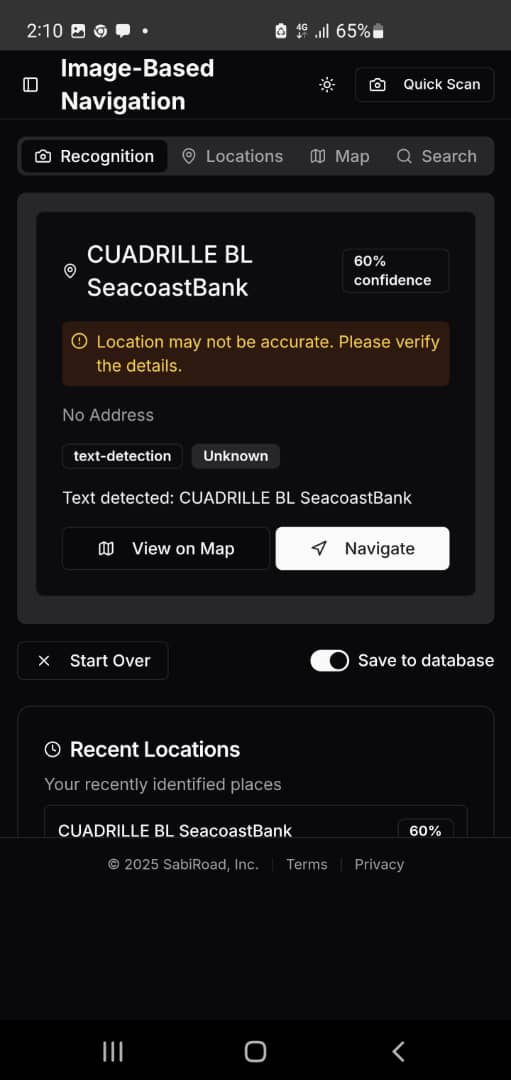 2:10
4G
65%
Image-Based
Navigation
Quick Scan
Recognition
Locations
Map
Search
CUADRILLE BL
SeacoastBank
60%
confidence
Location may not be accurate. Please verify
the details.
No Address
text-detection
Unknown
Text detected: CUADRILLE BL SeacoastBank
View on Map
Navigate
Start Over
Save to database
Recent Locations
Your recently identified places
CUADRILLE BL SeacoastBank
60%
© 2025 SabiRoad, Inc.
Terms
Privacy